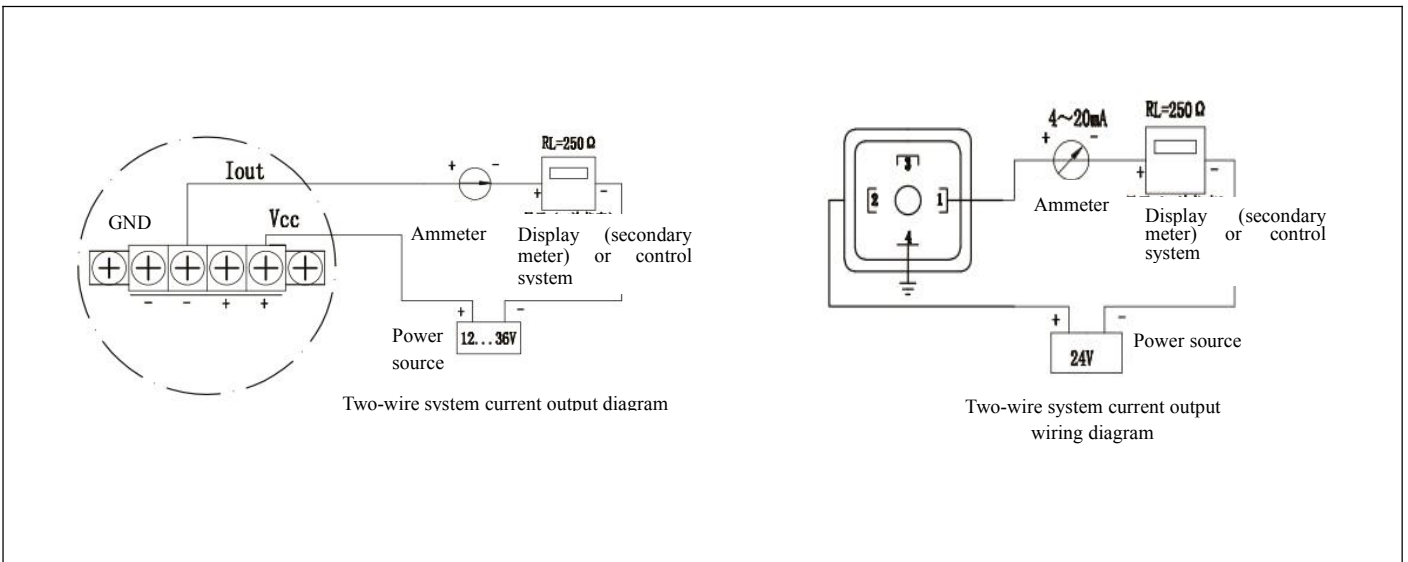 RL=250Ω
Iout
GND
Vcc
+
-
+
-
Ammeter
Display (secondary
meter) or control
system
- - + +
+
-
Power
source
12...36V
Two-wire system current output diagram
4~20mA
RL=250Ω
+
-
+
-
3
2
1
4
Ammeter
Display (secondary
meter) or control
system
+
-
24V
Power source
Two-wire system current output
wiring diagram